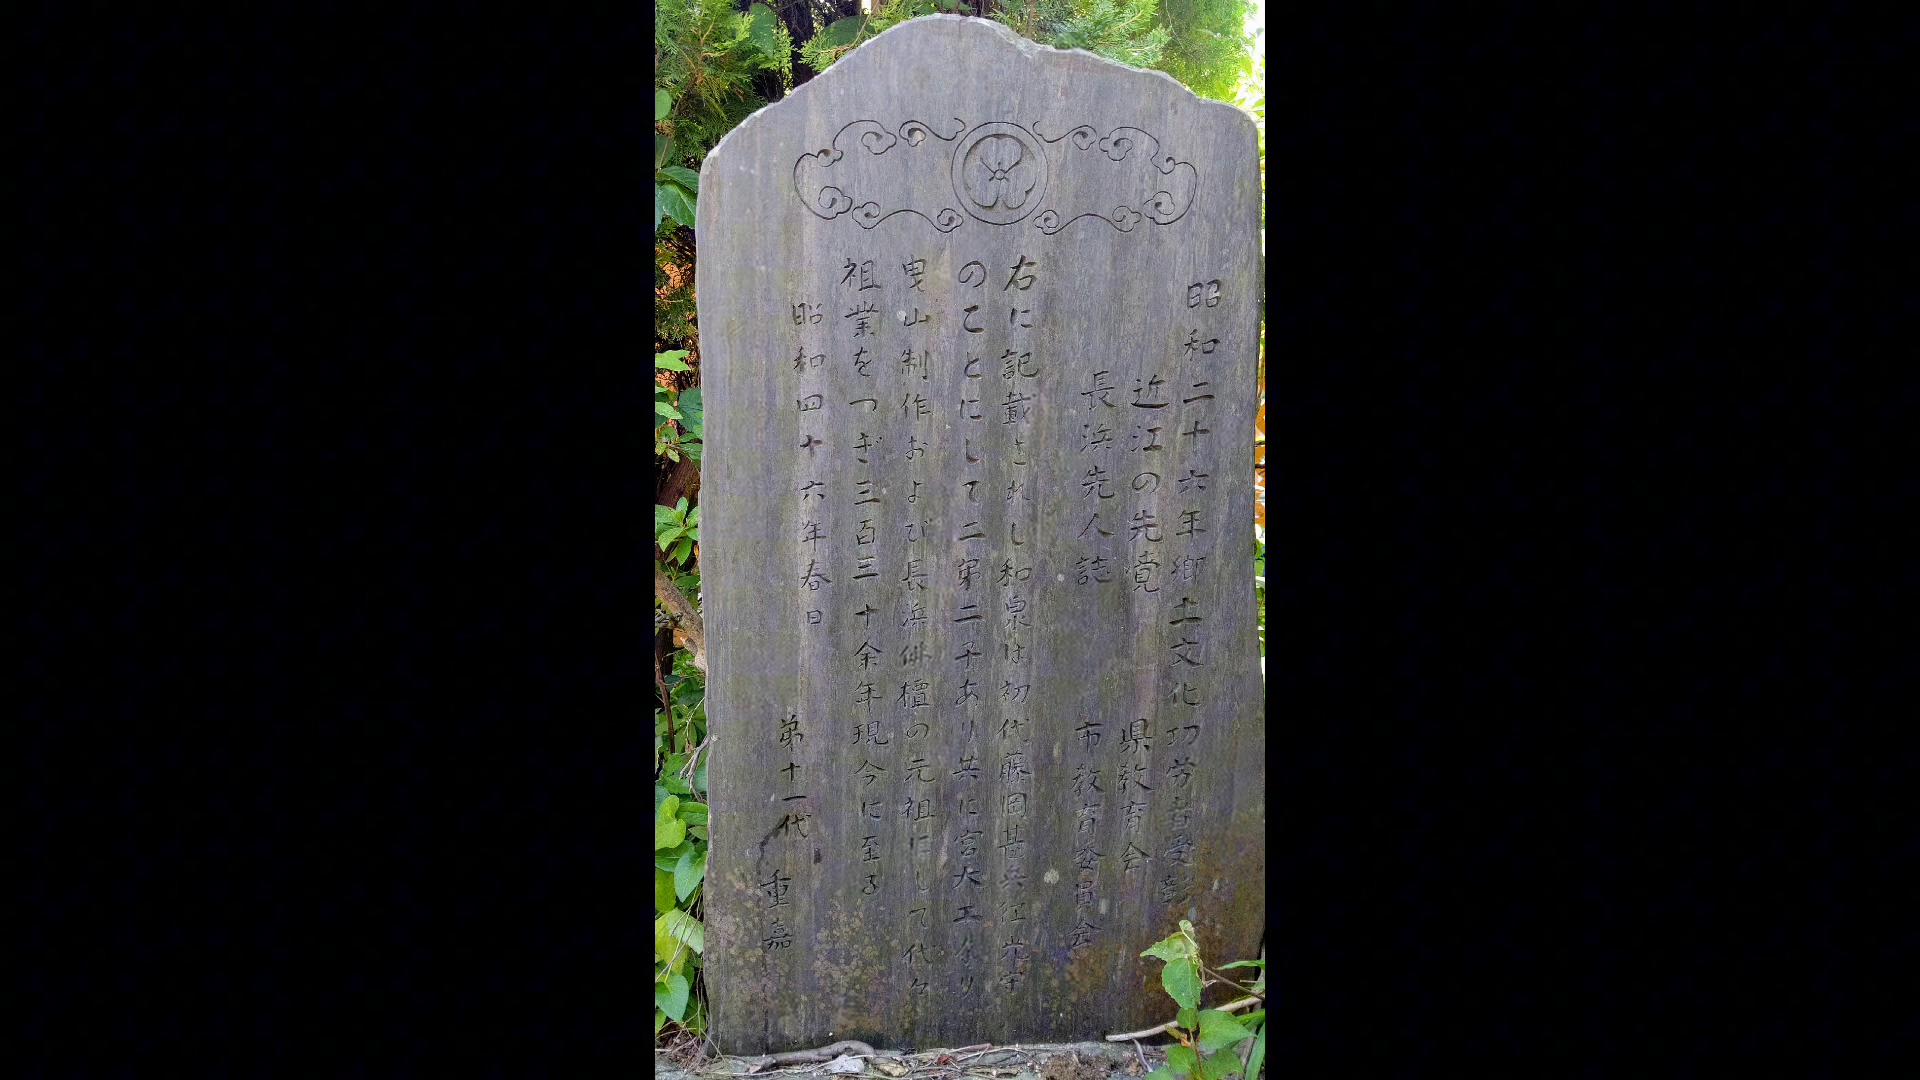 昭和二十六年郷土文化功労者受彰
近江の先覚 県教育会
長浜先人誌 市教育委員会
右に記載されし和泉は初代藤岡甚兵衛光守
のことにして二第二子あり共に宮大工なり
曳山制作および長浜仏壇の元祖にして代々
祖業をつぎ三百三十余年現今に至る
昭和四十六年春日
第十一代 重嘉